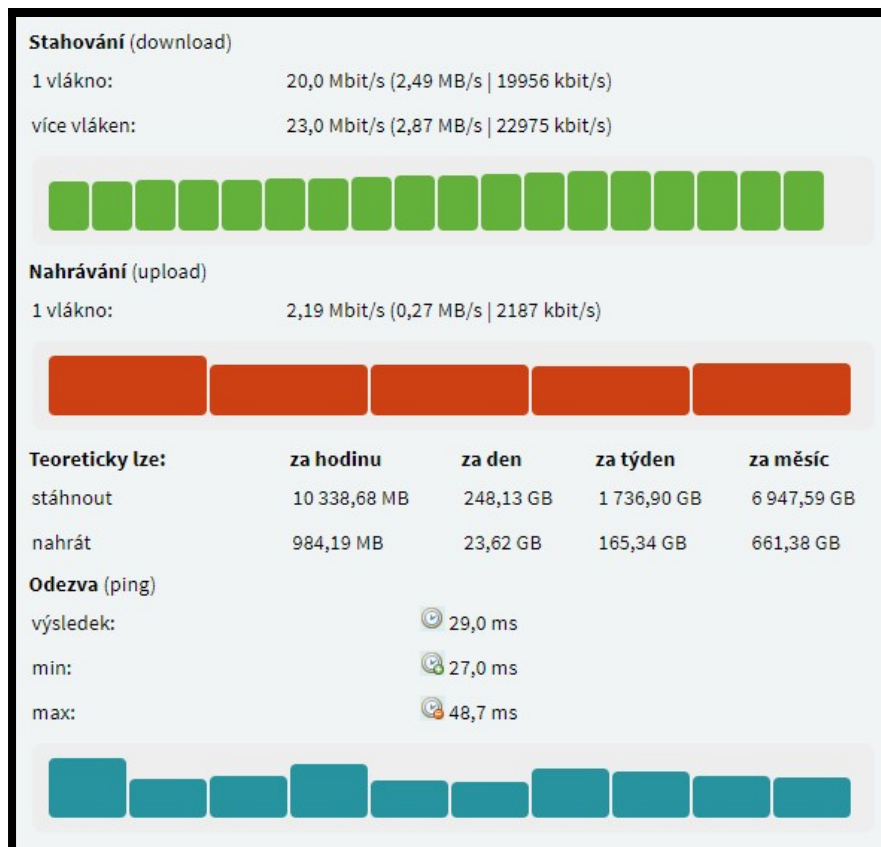 Stahování (download)
1 vlákno: 20,0 Mbit/s (2,49 MB/s | 19956 kbit/s)
více vláken: 23,0 Mbit/s (2,87 MB/s | 22975 kbit/s)
Nahrávání (upload)
1 vlákno: 2,19 Mbit/s (0,27 MB/s | 2187 kbit/s)
Teoreticky lze: za hodinu za den za týden za měsíc
stáhnout 10 338,68 MB 248,13 GB 1 736,90 GB 6 947,59 GB
nahrát 984,19 MB 23,62 GB 165,34 GB 661,38 GB
Odezva (ping)
výsledek: 29,0 ms
min: 27,0 ms
max: 48,7 ms